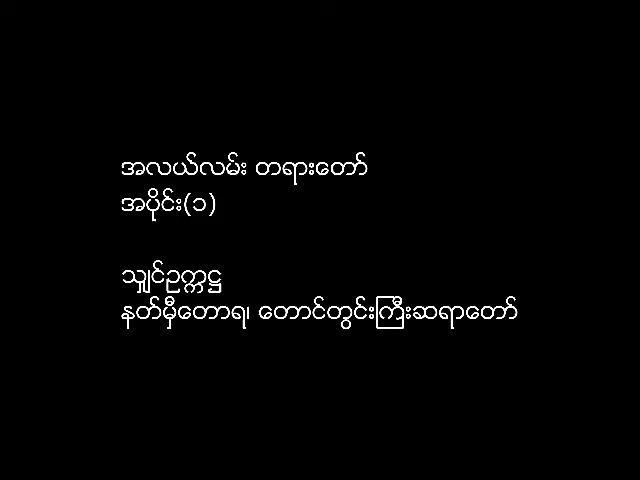 အလယ်လမ်း တရားတော်
အပိုင်း(၁)
သျှင်ဥက္ကဋ္ဌ
နတ်မှီတောရ၊ တောင်တွင်းကြီးဆရာတော်